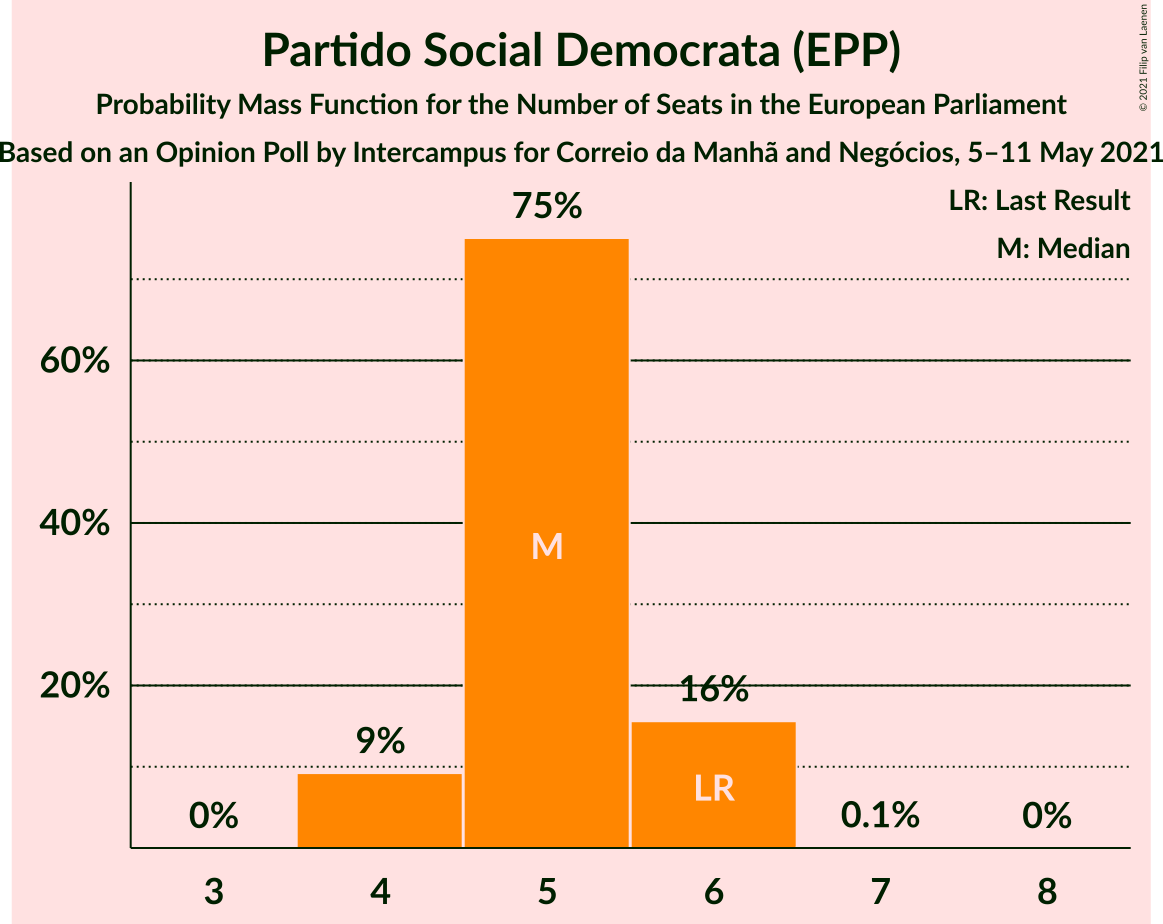 Partido Social Democrata (EPP)
Probability Mass Function for the Number of Seats in the European Parliament
Based on an Opinion Poll by Intercampus for Correio da Manhã and Negócios, 5–11 May 2021
© 2021 Filip van Laenen
LR: Last Result
M: Median
75%
60%
40%
M
20%
16%
9%
LR
0%
0.1%
0%
3 4 5 6 7 8